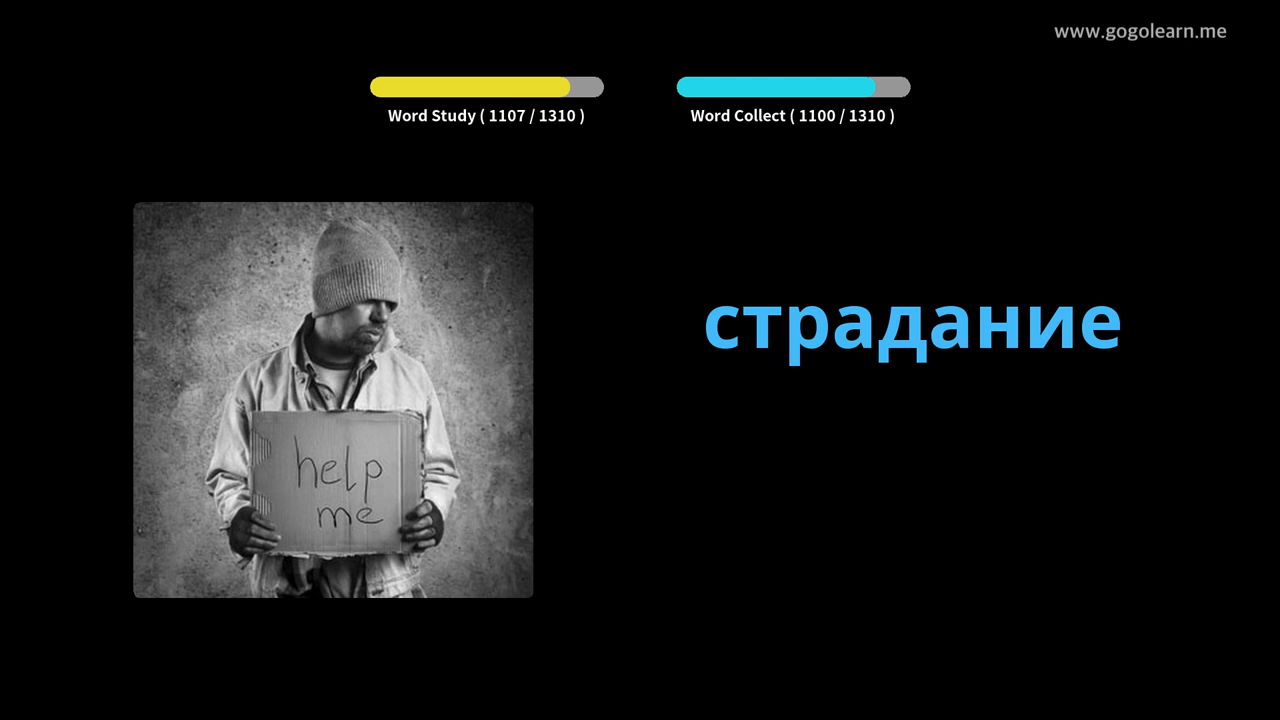 www.gogolearn.me
Word Study ( 1107 / 1310 )
Word Collect ( 1100 / 1310 )
страдание
help
me